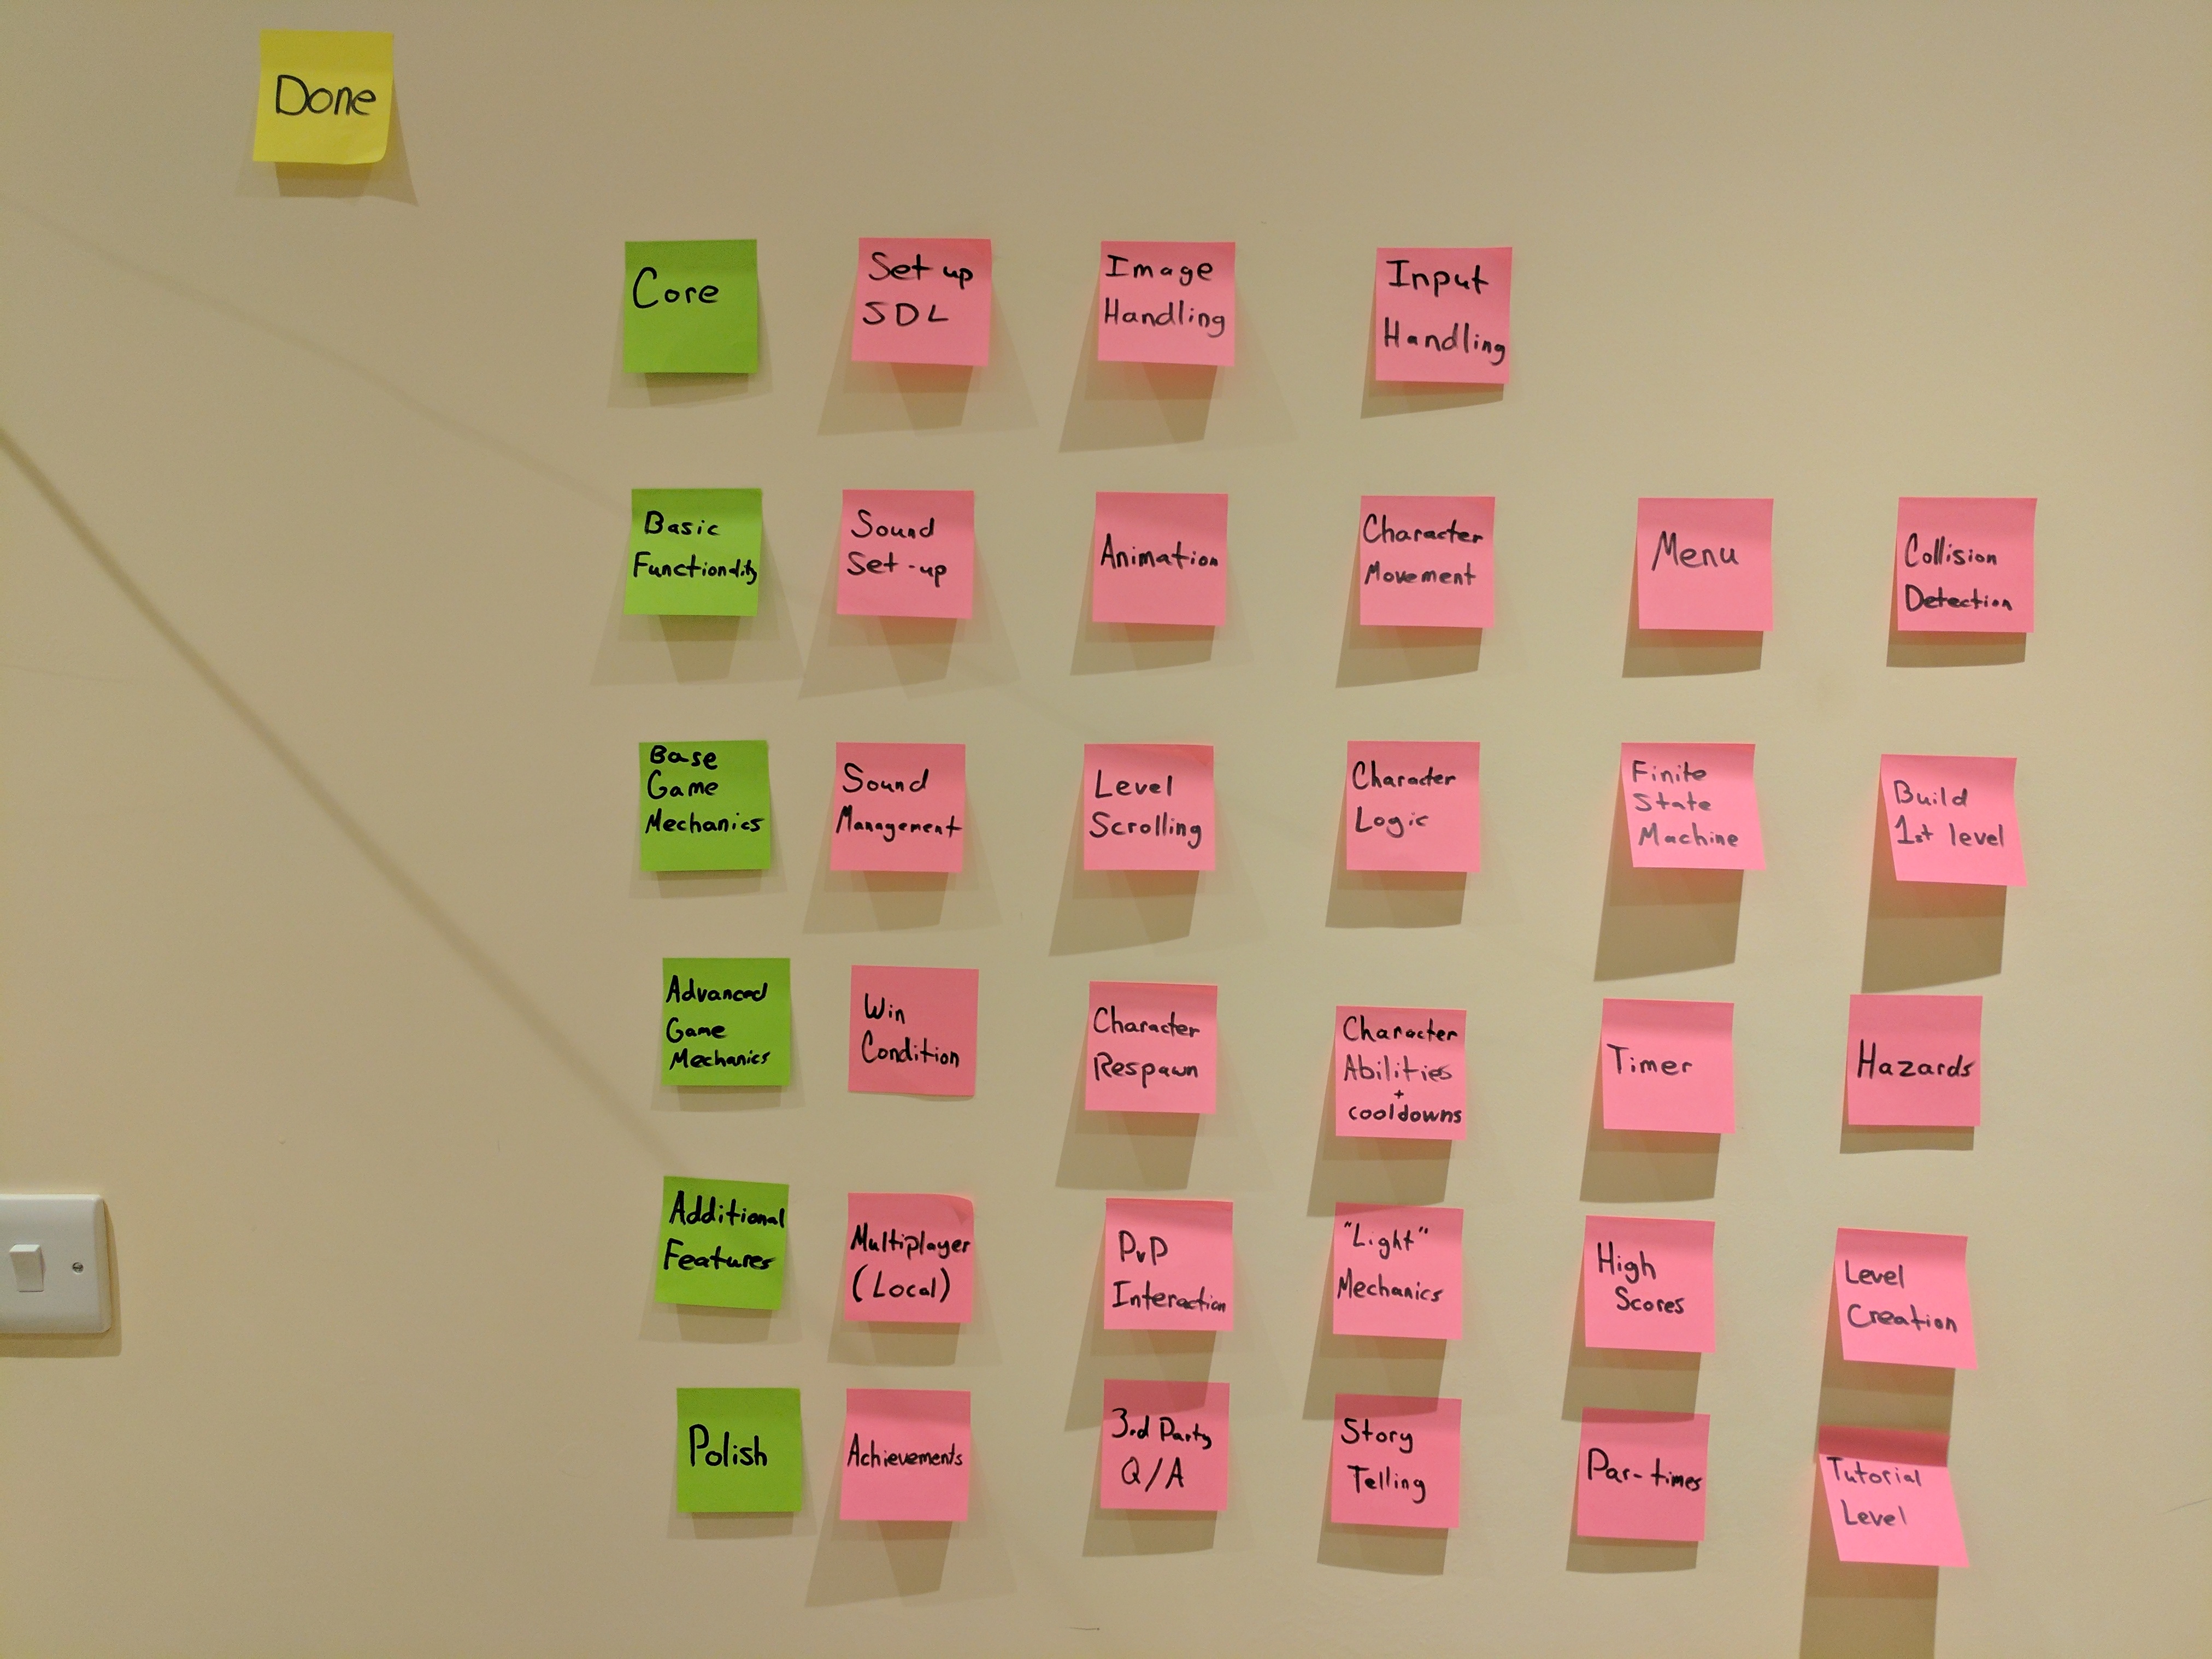 Done
Core
Set up
SDL
Image
Handling
Input
Handling
Basic
Functionality
Sound
Set-up
Animation
Character
Movement
Menu
Collision
Detection
Base
Game
Mechanics
Sound
Management
Level
Scrolling
Character
Logic
Finite
State
Machine
Build
1st level
Advanced
Game
Mechanics
Win
Condition
Character
Respawn
Character
Abilities
+
cooldowns
Timer
Hazards
Additional
Features
Multiplayer
(Local)
PvP
Interaction
"Light"
Mechanics
High
Scores
Level
Creation
Polish
Achievements
3rd Party
Q/A
Story
Telling
Par-times
Tutorial
Level